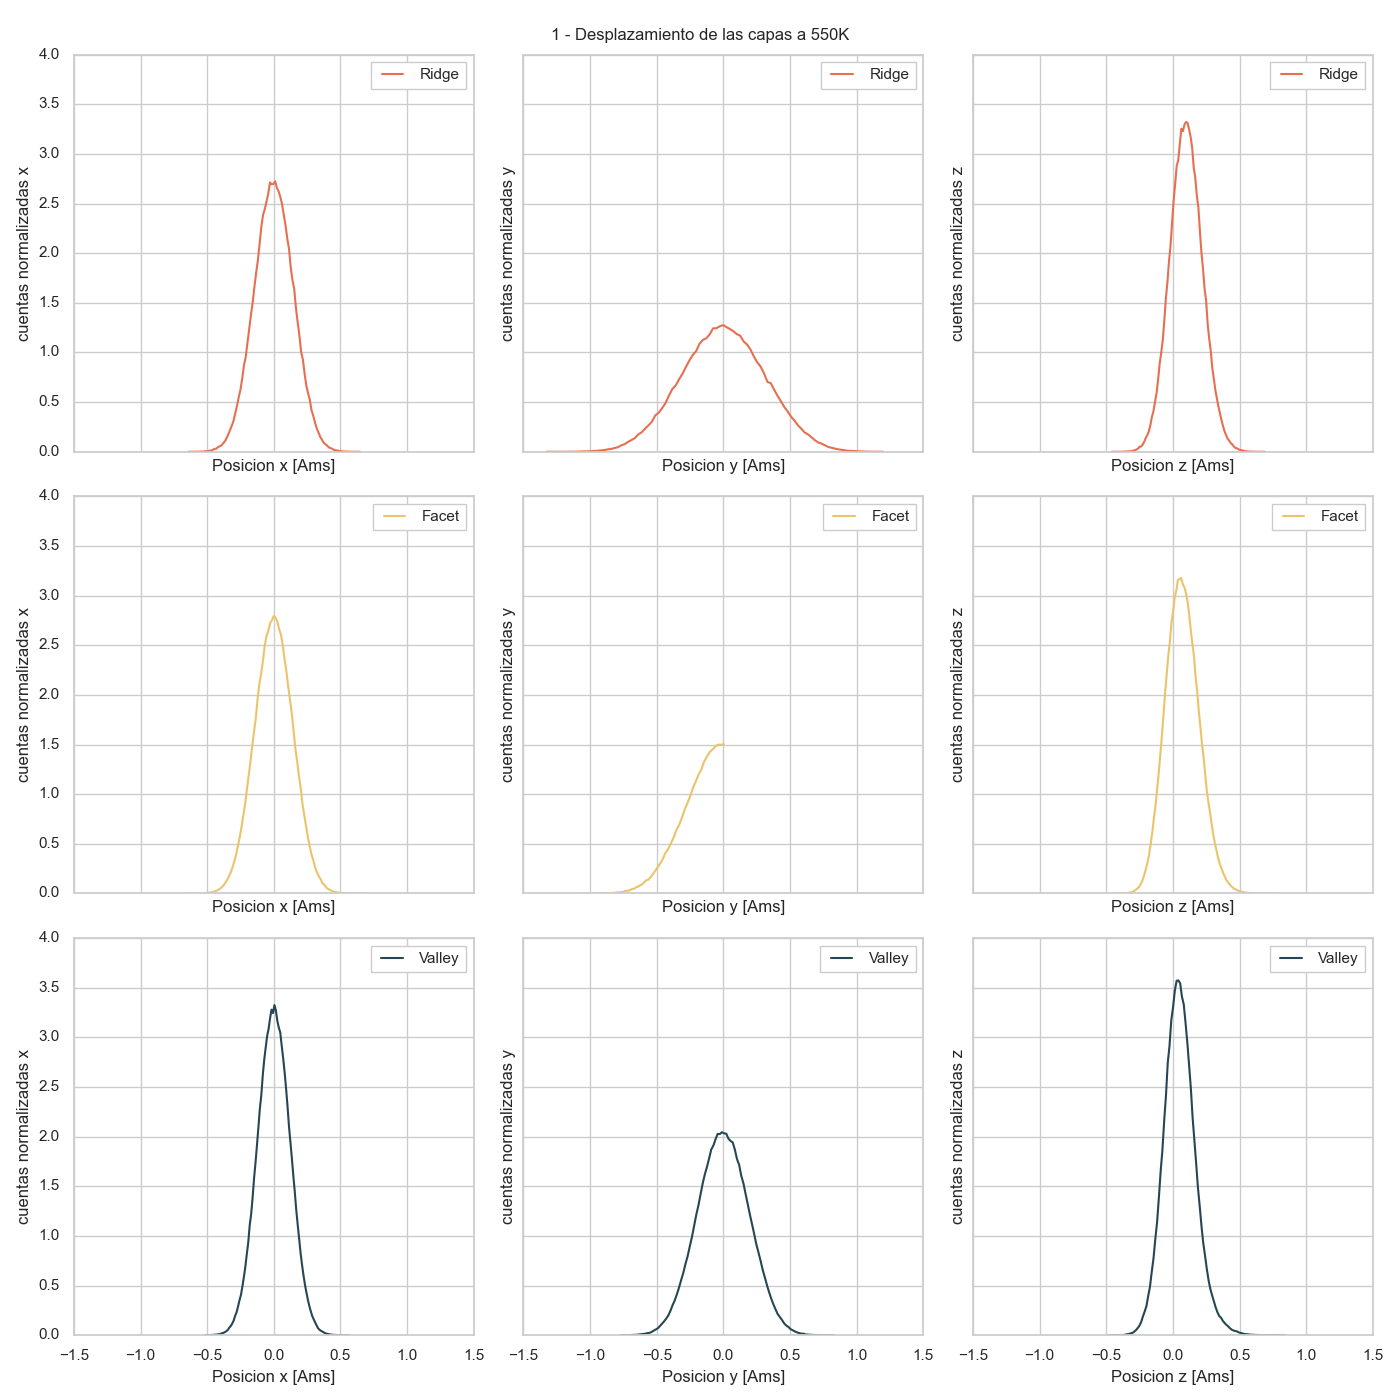 1 - Desplazamiento de las capas a 550K
4.0
3.5
3.0
2.5
2.0
1.5
1.0
0.5
0.0
cuentas normalizadas x
Ridge
Posicion x [Ams]
cuentas normalizadas y
Ridge
Posicion y [Ams]
cuentas normalizadas z
Ridge
Posicion z [Ams]
4.0
3.5
3.0
2.5
2.0
1.5
1.0
0.5
0.0
cuentas normalizadas x
Facet
Posicion x [Ams]
cuentas normalizadas y
Facet
Posicion y [Ams]
cuentas normalizadas z
Facet
Posicion z [Ams]
4.0
3.5
3.0
2.5
2.0
1.5
1.0
0.5
0.0
cuentas normalizadas x
Valley
−1.5 −1.0 −0.5 0.0 0.5 1.0 1.5
Posicion x [Ams]
cuentas normalizadas y
Valley
−1.5 −1.0 −0.5 0.0 0.5 1.0 1.5
Posicion y [Ams]
cuentas normalizadas z
Valley
−1.5 −1.0 −0.5 0.0 0.5 1.0 1.5
Posicion z [Ams]